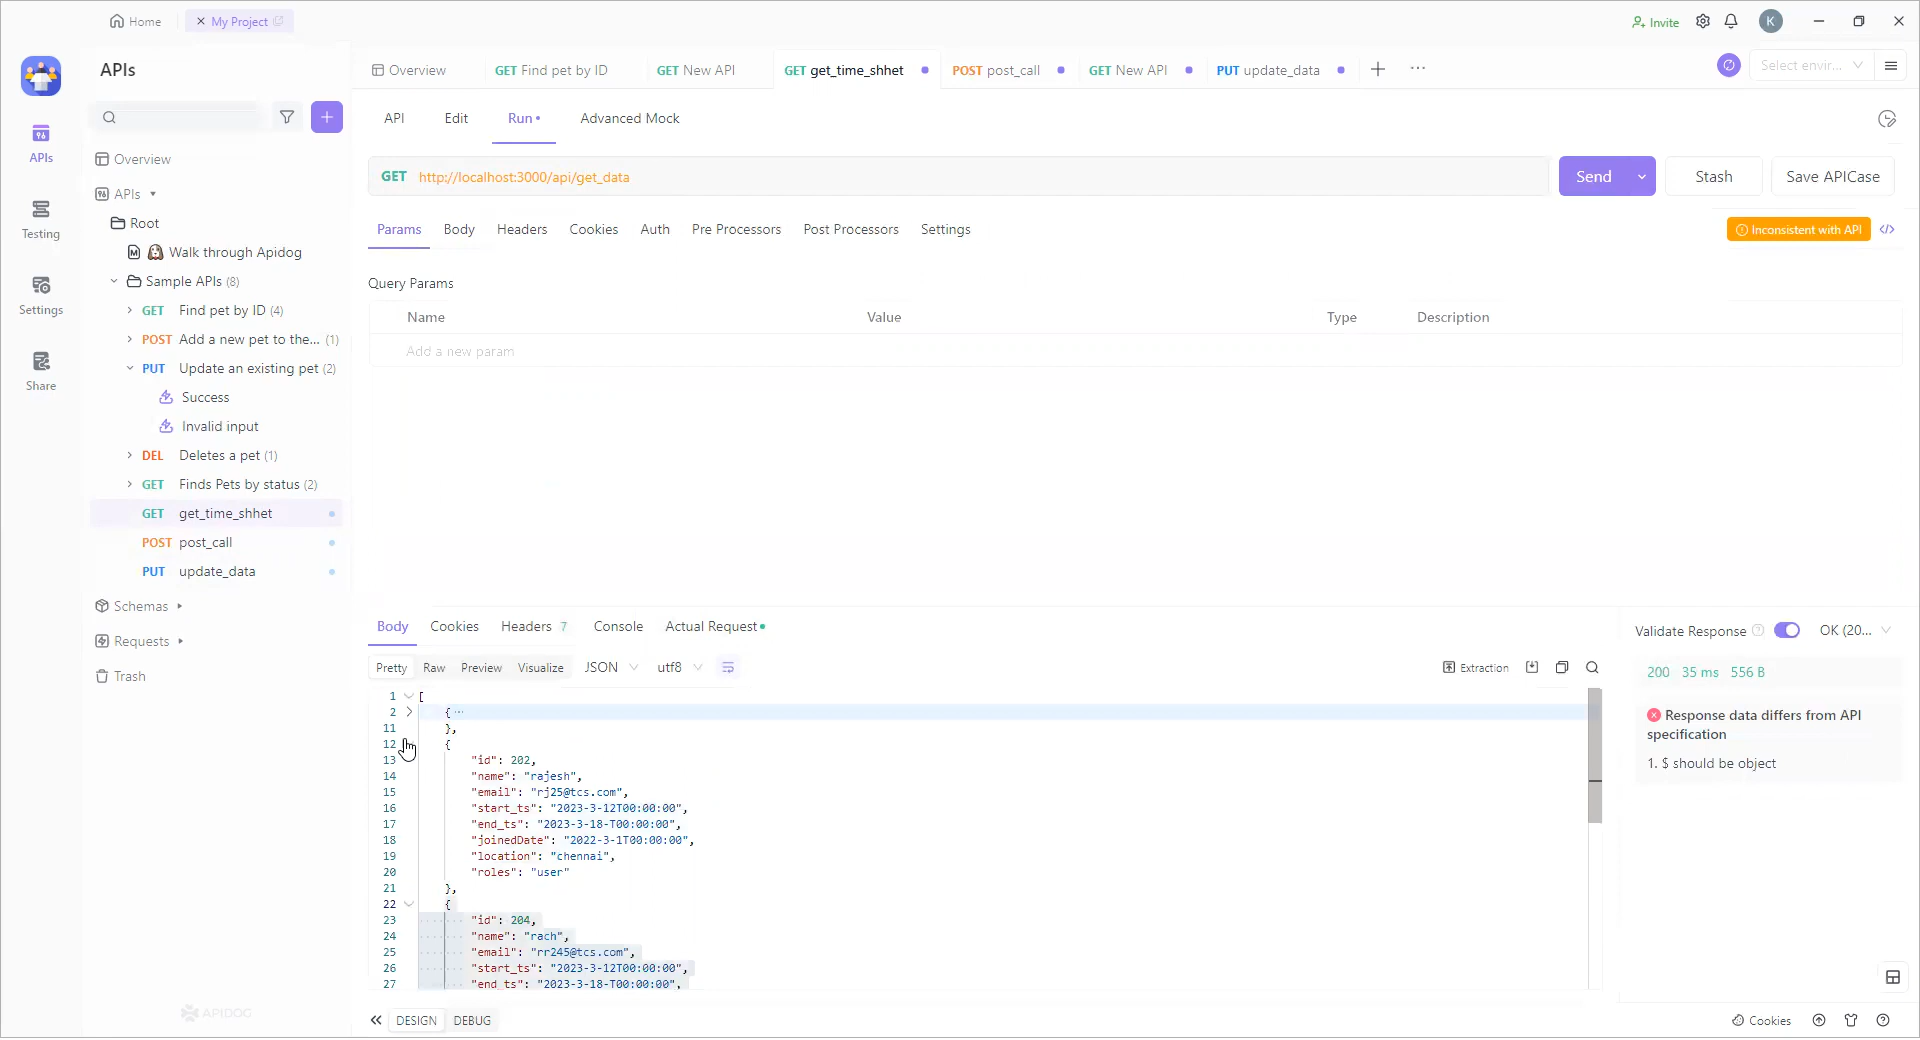 Home
My Project
Invite
K
APIs
Testing
Settings
Share
APIs
Overview
APIs
Root
Walk through Apidog
Sample APIs (8)
GET Find pet by ID (4)
POST Add a new pet to the... (1)
PUT Update an existing pet (2)
Success
Invalid input
DEL Deletes a pet (1)
GET Finds Pets by status (2)
GET get_time_shhet
POST post_call
PUT update_data
Schemas
Requests
Trash
APIDOG
Overview
GET Find pet by ID
GET New API
GET get_time_shhet
POST post_call
GET New API
PUT update_data
Select envir...
API
Edit
Run
Advanced Mock
GET http://localhost:3000/api/get_data
Send
Stash
Save APICase
Params
Body
Headers
Cookies
Auth
Pre Processors
Post Processors
Settings
Inconsistent with API
Query Params
Name Value Type Description
Add a new param
Body
Cookies
Headers 7
Console
Actual Request
Pretty
Raw
Preview
Visualize
JSON
utf8
Extraction
1 [
2 { ...
11 },
12 {
13 "id": 202,
14 "name": "rajesh",
15 "email": "rj25@tcs.com",
16 "start_ts": "2023-3-12T00:00:00",
17 "end_ts": "2023-3-18-T00:00:00",
18 "joinedDate": "2022-3-1T00:00:00",
19 "location": "chennai",
20 "roles": "user"
21 },
22 {
23 "id": 204,
24 "name": "rach",
25 "email": "rr245@tcs.com",
26 "start_ts": "2023-3-12T00:00:00",
27 "end_ts": "2023-3-18-T00:00:00",
Validate Response
OK (20...
200 35 ms 556 B
Response data differs from API
specification
1. $ should be object
DESIGN
DEBUG
Cookies